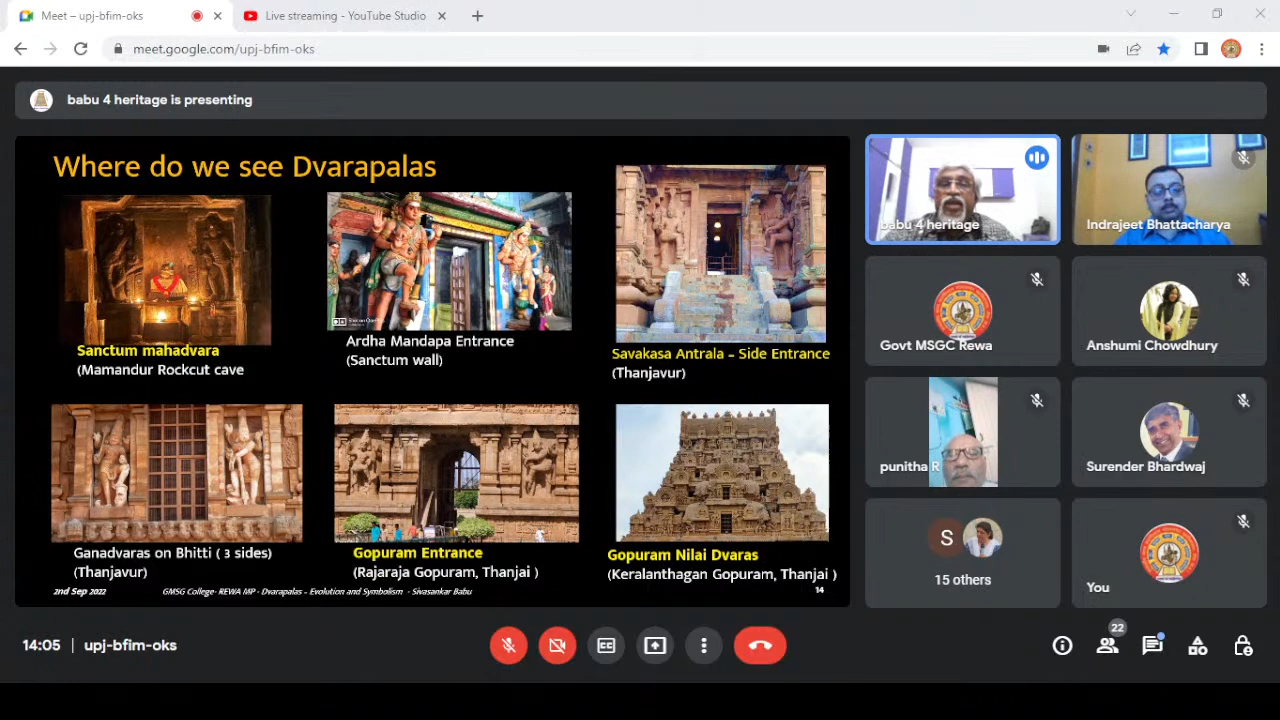 Meet – upj-bfim-oks
Live streaming - YouTube Studio
meet.google.com/upj-bfim-oks
babu 4 heritage is presenting
Where do we see Dvarapalas
Sanctum mahadvara
(Mamandur Rockcut cave
Ardha Mandapa Entrance
(Sanctum wall)
Savakasa Antrala – Side Entrance
(Thanjavur)
Ganadvaras on Bhitti ( 3 sides)
(Thanjavur)
Gopuram Entrance
(Rajaraja Gopuram, Thanjai )
Gopuram Nilai Dvaras
(Keralanthagan Gopuram, Thanjai )
2nd Sep 2022
GMSG College- REWA MP - Dvarapalas – Evolution and Symbolism - Sivasankar Babu
14
babu 4 heritage
Indrajeet Bhattacharya
Govt MSGC Rewa
Anshumi Chowdhury
punitha R
Surender Bhardwaj
S
15 others
You
14:05 | upj-bfim-oks
CC
22